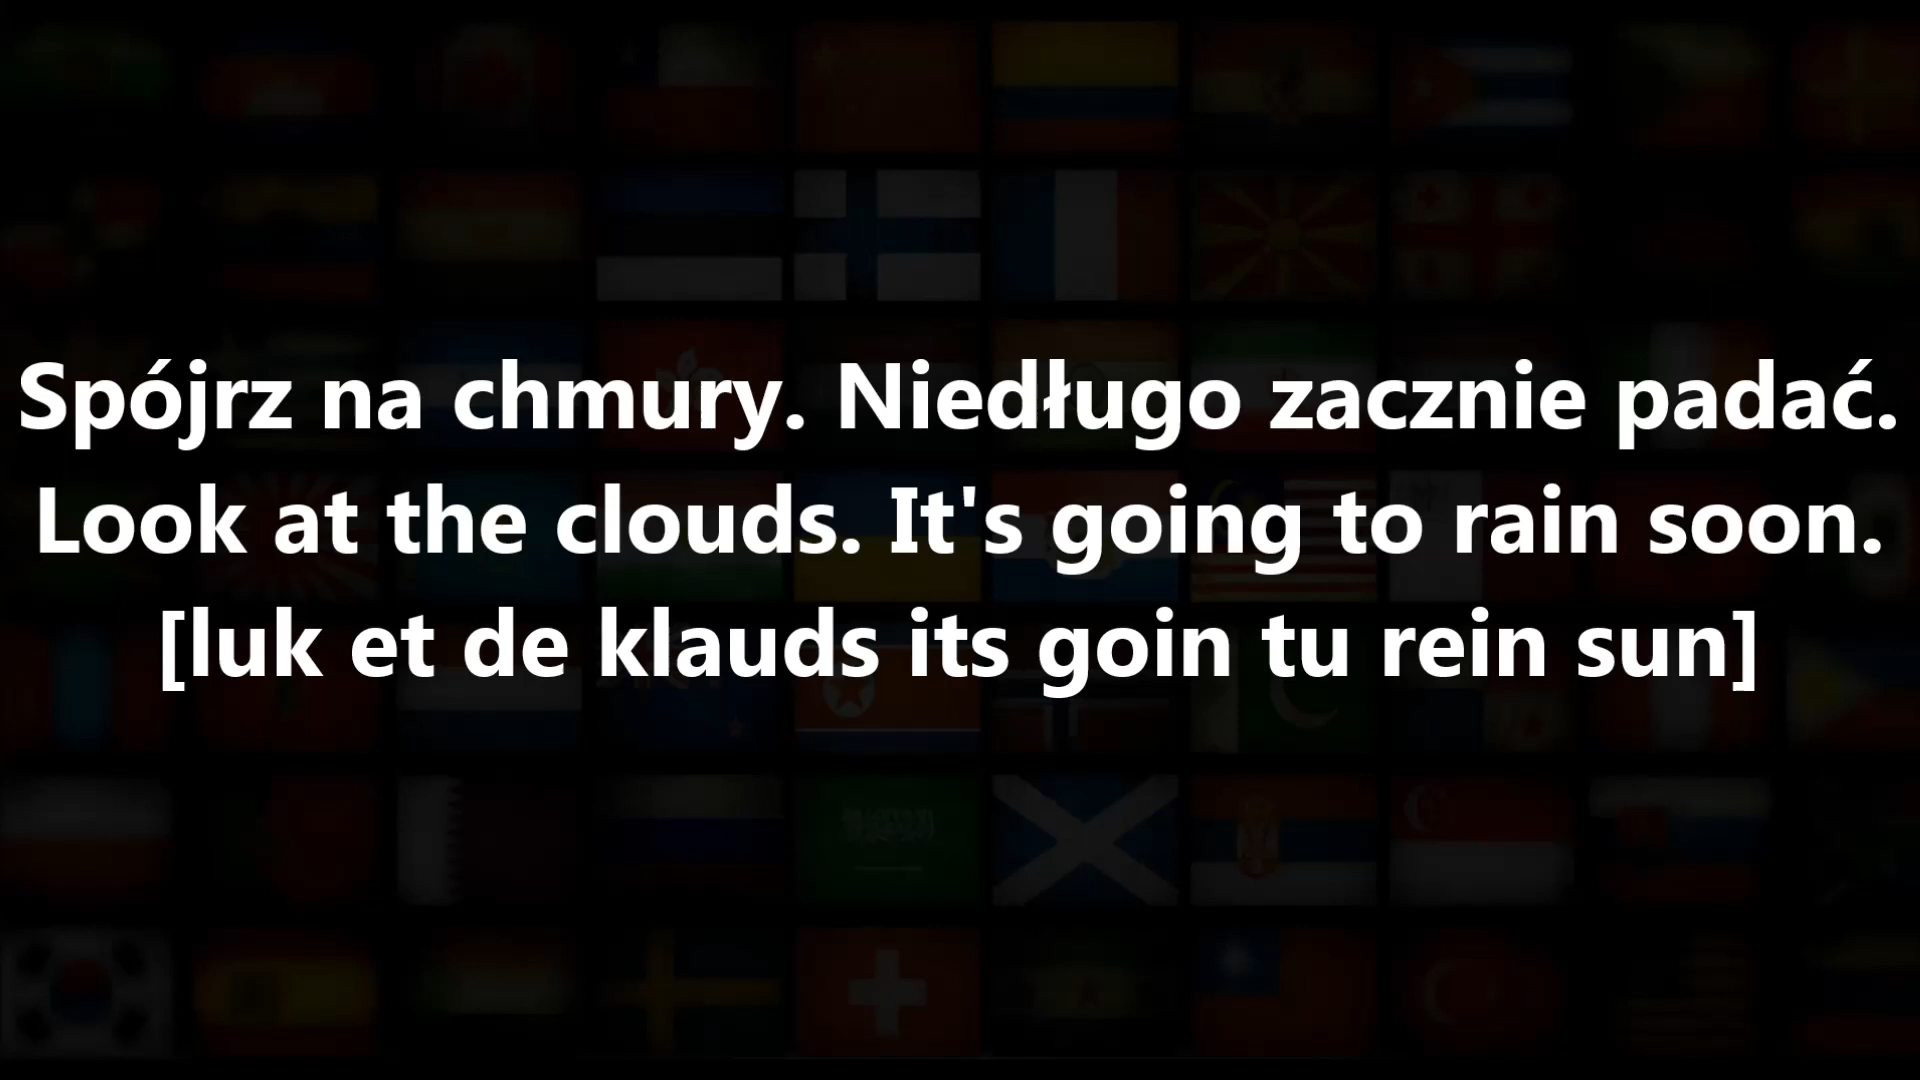 Spójrz na chmury. Niedługo zacznie padać.
Look at the clouds. It's going to rain soon.
[luk et de klauds its goin tu rein sun]